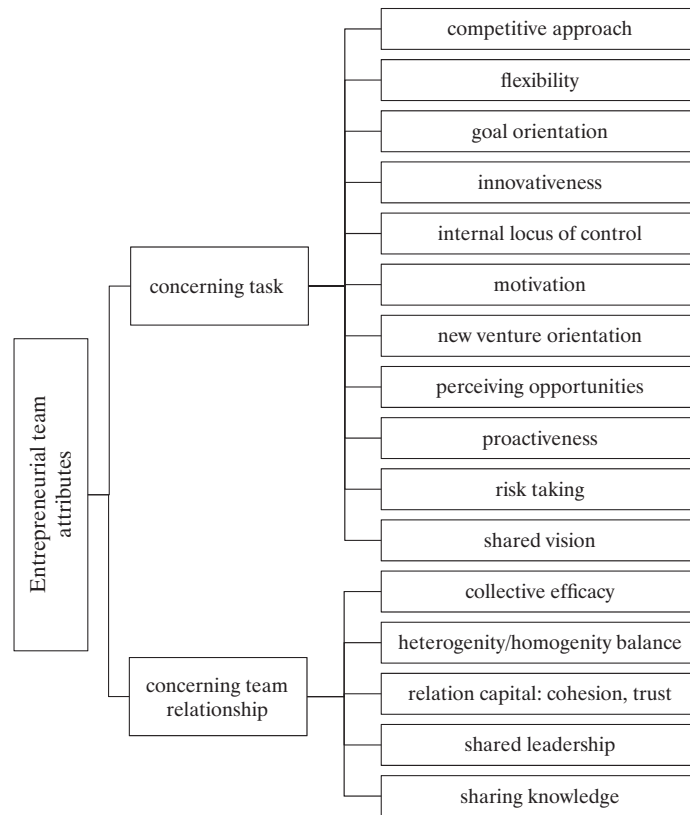 Entrepreneurial team
attributes
concerning task
competitive approach
flexibility
goal orientation
innovativeness
internal locus of control
motivation
new venture orientation
perceiving opportunities
proactiveness
risk taking
shared vision
concerning team
relationship
collective efficacy
heterogenity/homogenity balance
relation capital: cohesion, trust
shared leadership
sharing knowledge